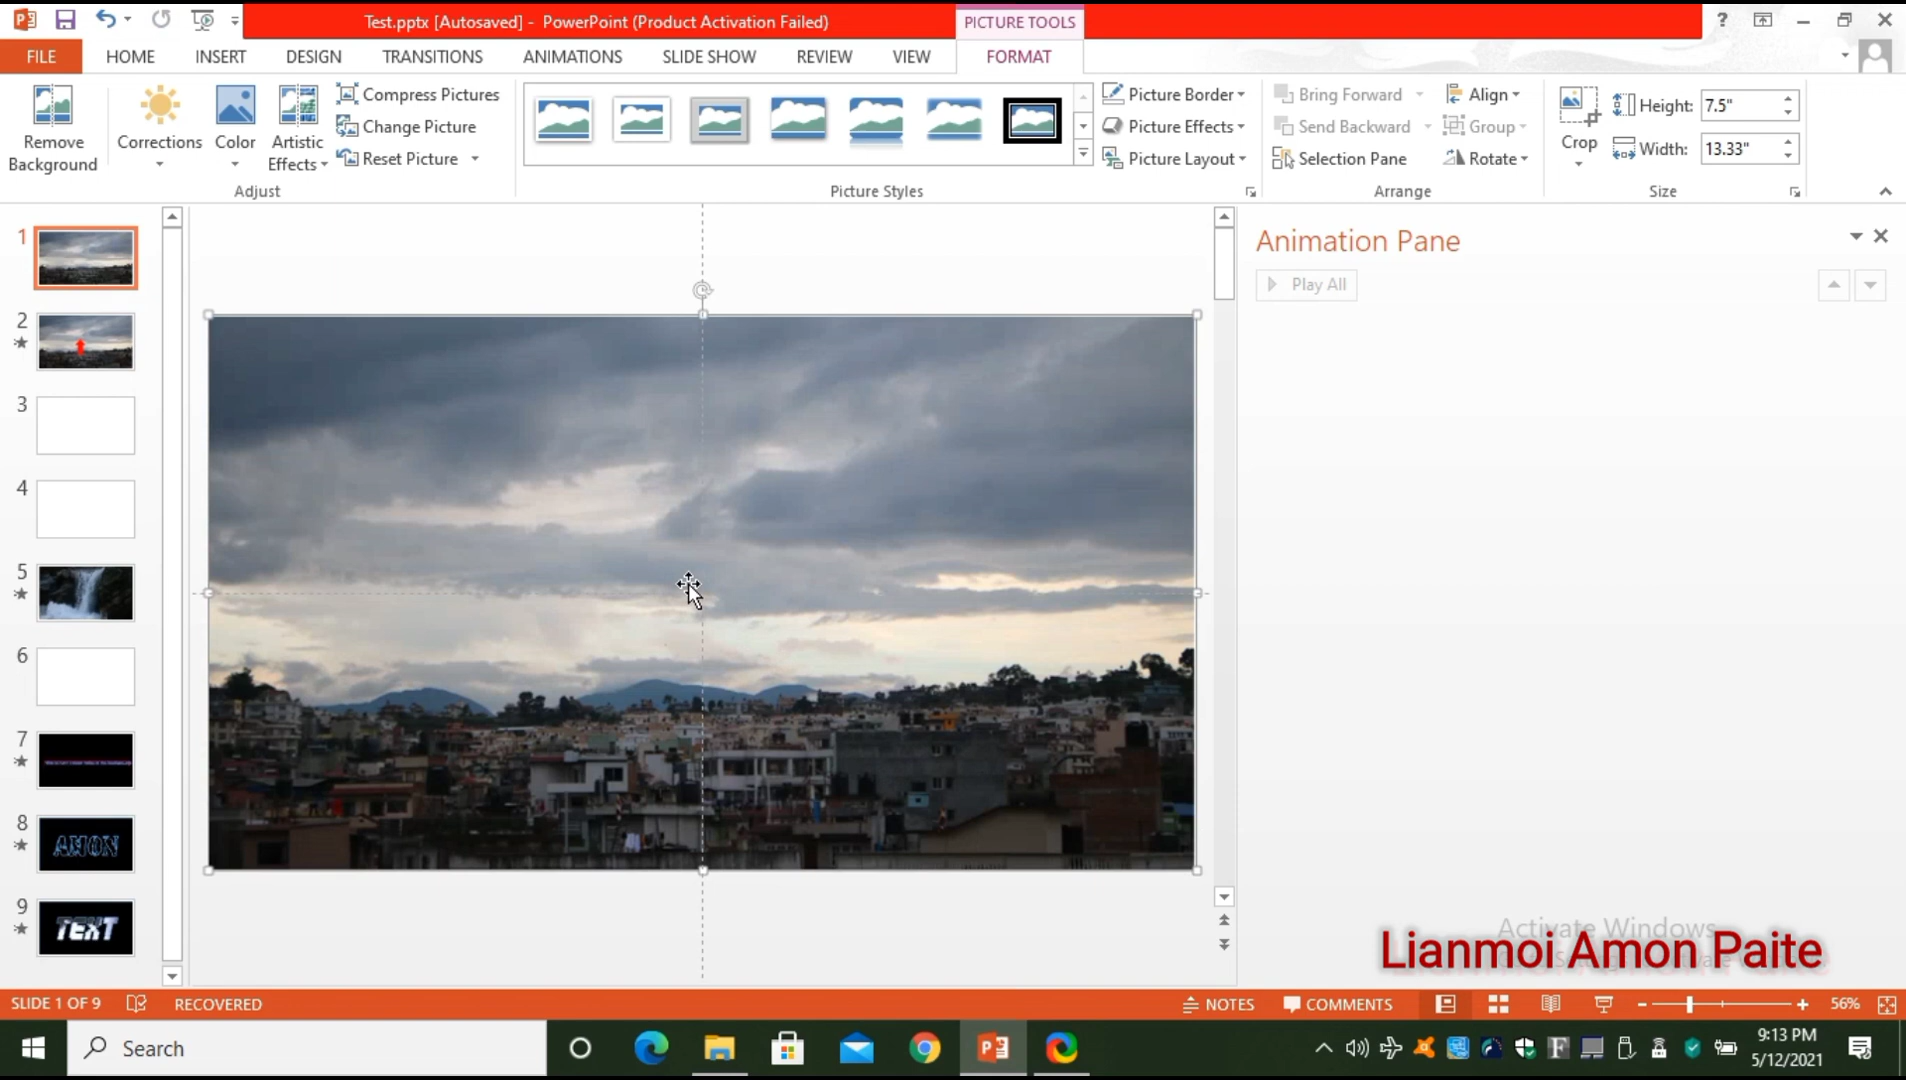 Test.pptx [Autosaved] - PowerPoint (Product Activation Failed)
PICTURE TOOLS
?
FILE
HOME
INSERT
DESIGN
TRANSITIONS
ANIMATIONS
SLIDE SHOW
REVIEW
VIEW
FORMAT
Remove
Background
Corrections
Color
Artistic
Effects
Compress Pictures
Change Picture
Reset Picture
Adjust
Picture Styles
Picture Border
Picture Effects
Picture Layout
Bring Forward
Send Backward
Selection Pane
Align
Group
Rotate
Arrange
Crop
Height: 7.5"
Width: 13.33"
Size
1
2
3
4
5
6
7
8
AMON
9
TEXT
Animation Pane
Play All
Activate Windows
Lianmoi Amon Paite
SLIDE 1 OF 9
RECOVERED
NOTES
COMMENTS
56%
Search
9:13 PM
5/12/2021